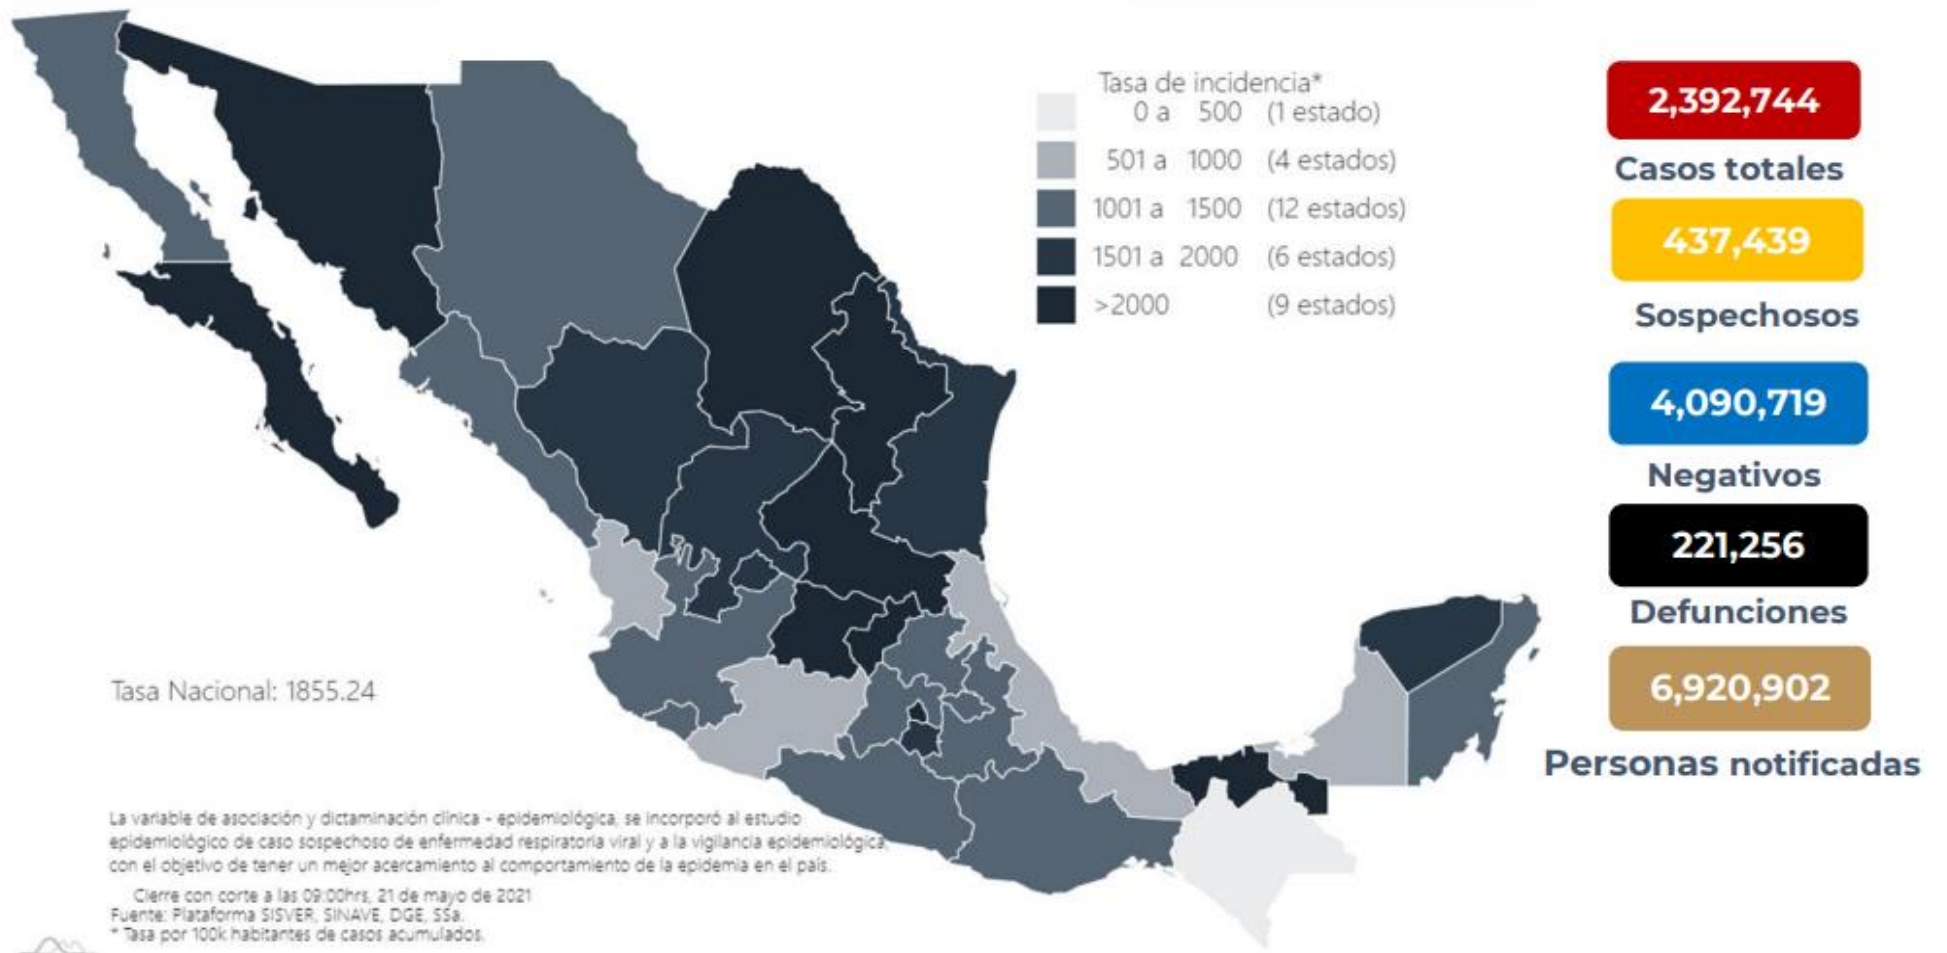 Tasa de incidencia*
0 a 500 (1 estado)
501 a 1000 (4 estados)
1001 a 1500 (12 estados)
1501 a 2000 (6 estados)
>2000 (9 estados)
2,392,744
Casos totales
437,439
Sospechosos
4,090,719
Negativos
221,256
Defunciones
6,920,902
Personas notificadas
Tasa Nacional: 1855.24
La variable de asociación y dictaminación clínica - epidemiológica, se incorporó al estudio
epidemiológico de caso sospechoso de enfermedad respiratoria viral y a la vigilancia epidemiológica,
con el objetivo de tener un mejor acercamiento al comportamiento de la epidemia en el país.
Cierre con corte a las 09:00hrs, 21 de mayo de 2021
Fuente: Plataforma SISVER, SINAVE, DGE, SSa.
* Tasa por 100k habitantes de casos acumulados.